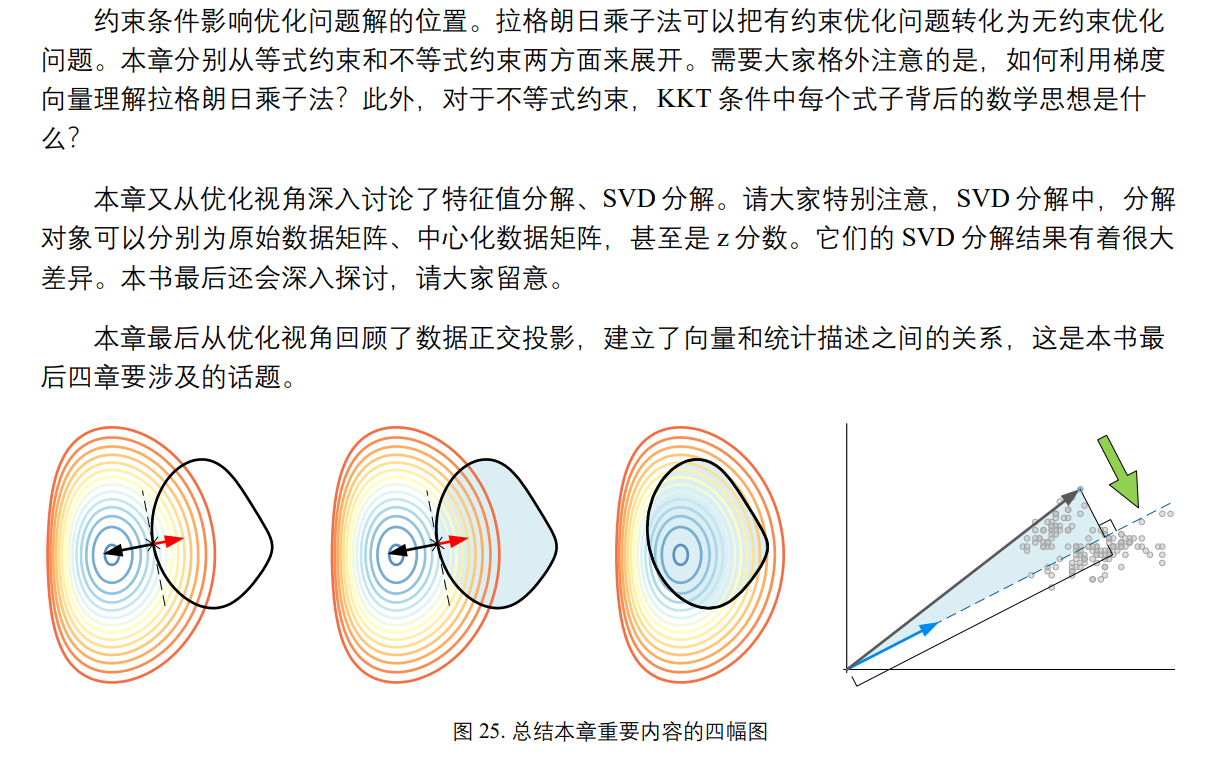 约束条件影响优化问题解的位置。拉格朗日乘子法可以把有约束优化问题转化为无约束优化
问题。本章分别从等式约束和不等式约束两方面来展开。需要大家格外注意的是，如何利用梯度
向量理解拉格朗日乘子法？此外，对于不等式约束，KKT 条件中每个式子背后的数学思想是什
么？
本章又从优化视角深入讨论了特征值分解、SVD 分解。请大家特别注意，SVD 分解中，分解
对象可以分别为原始数据矩阵、中心化数据矩阵，甚至是 z 分数。它们的 SVD 分解结果有着很大
差异。本书最后还会深入探讨，请大家留意。
本章最后从优化视角回顾了数据正交投影，建立了向量和统计描述之间的关系，这是本书最
后四章要涉及的话题。
图 25. 总结本章重要内容的四幅图